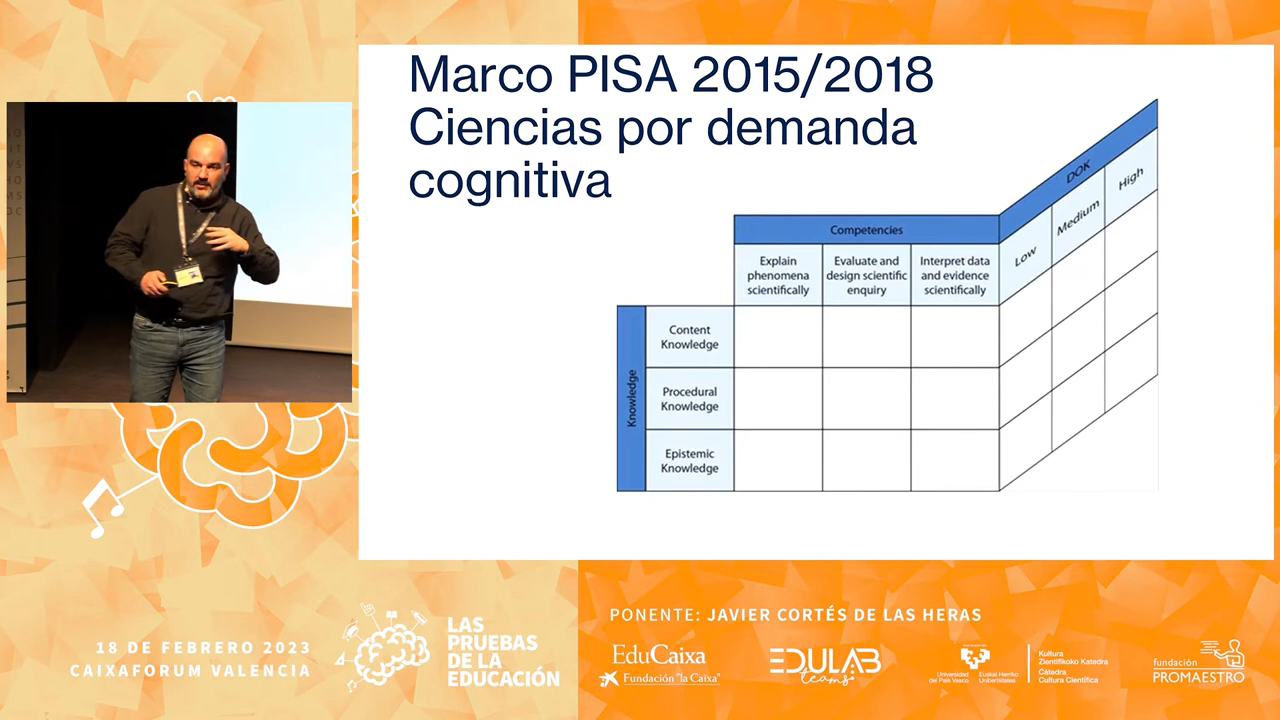 Marco PISA 2015/2018
Ciencias por demanda
cognitiva
DOK
Low
Medium
High
Competencies
Explain
phenomena
scientifically
Evaluate and
design scientific
enquiry
Interpret data
and evidence
scientifically
Knowledge
Content
Knowledge
Procedural
Knowledge
Epistemic
Knowledge
18 DE FEBRERO 2023
CAIXAFORUM VALENCIA
LAS
PRUEBAS
DE LA
EDUCACIÓN
PONENTE: JAVIER CORTÉS DE LAS HERAS
EduCaixa
Fundación "la Caixa"
EDULAB
teams
Universidad
del País Vasco
Euskal Herriko
Unibertsitatea
Kultura
Zientifikoko Katedra
Cátedra
Cultura Científica
fundación
PROMAESTRO